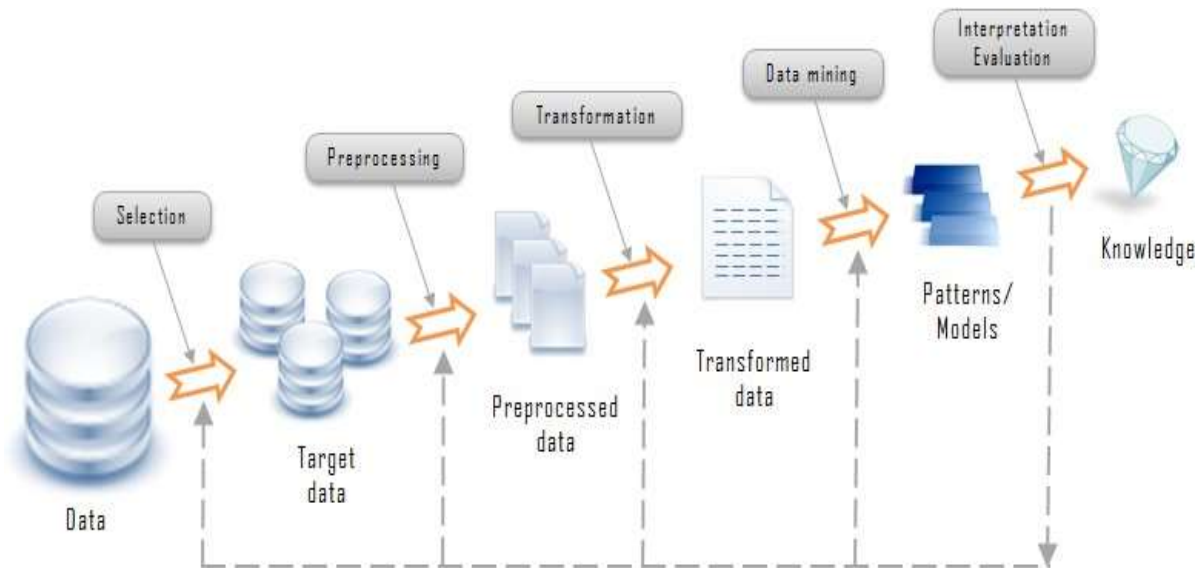 Interpretation
Evaluation
Data mining
Transformation
Preprocessing
Selection
Knowledge
Patterns/
Models
Transformed
data
Preprocessed
data
Target
data
Data